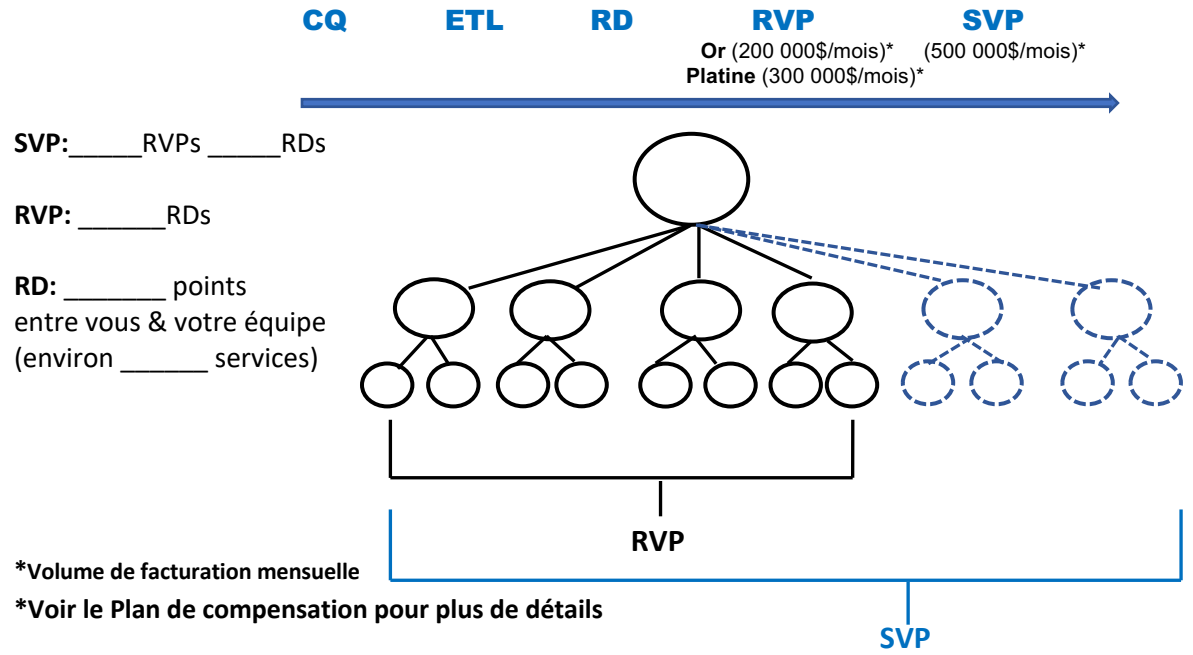 CQ ETL RD RVP SVP
Or (200 000$/mois)* (500 000$/mois)*
Platine (300 000$/mois)*
SVP:_____RVPs _____RDs
RVP: ______RDs
RD: _______ points
entre vous & votre équipe
(environ ______ services)
RVP
*Volume de facturation mensuelle
*Voir le Plan de compensation pour plus de détails
SVP